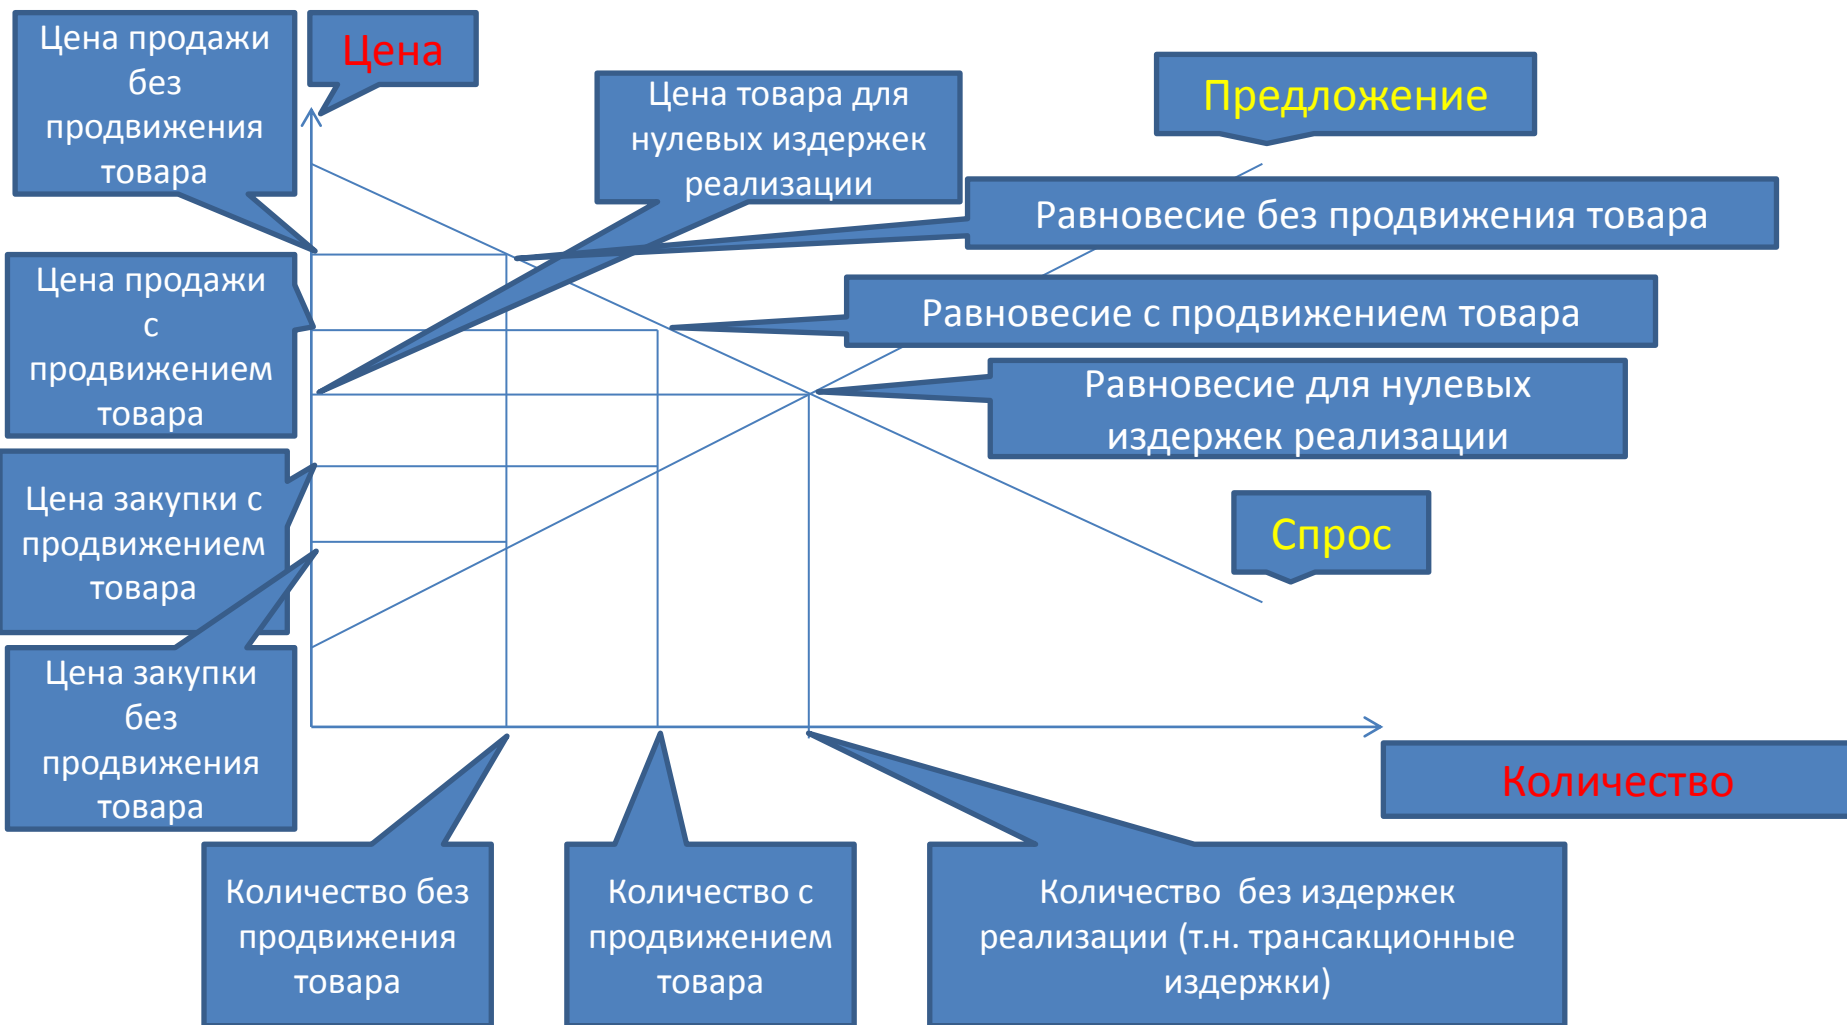 Цена продажи
без
продвижения
товара
Цена
Цена товара для
нулевых издержек
реализации
Предложение
Равновесие без продвижения товара
Цена продажи
с
продвижением
товара
Равновесие с продвижением товара
Равновесие для нулевых
издержек реализации
Цена закупки с
продвижением
товара
Спрос
Цена закупки
без
продвижения
товара
Количество
Количество без
продвижения
товара
Количество с
продвижением
товара
Количество без издержек
реализации (т.н. трансакционные
издержки)